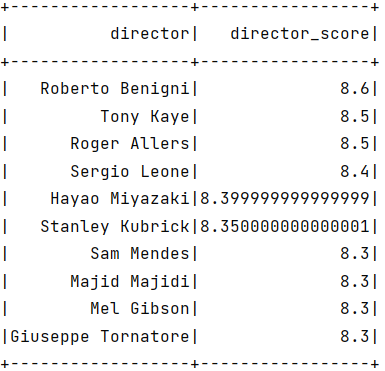 +------------------+-----------------+
|          director|   director_score|
+------------------+-----------------+
|   Roberto Benigni|              8.6|
|         Tony Kaye|              8.5|
|      Roger Allers|              8.5|
|      Sergio Leone|              8.4|
|    Hayao Miyazaki|8.399999999999999|
|   Stanley Kubrick|8.350000000000001|
|        Sam Mendes|              8.3|
|      Majid Majidi|              8.3|
|        Mel Gibson|              8.3|
|Giuseppe Tornatore|              8.3|
+------------------+-----------------+